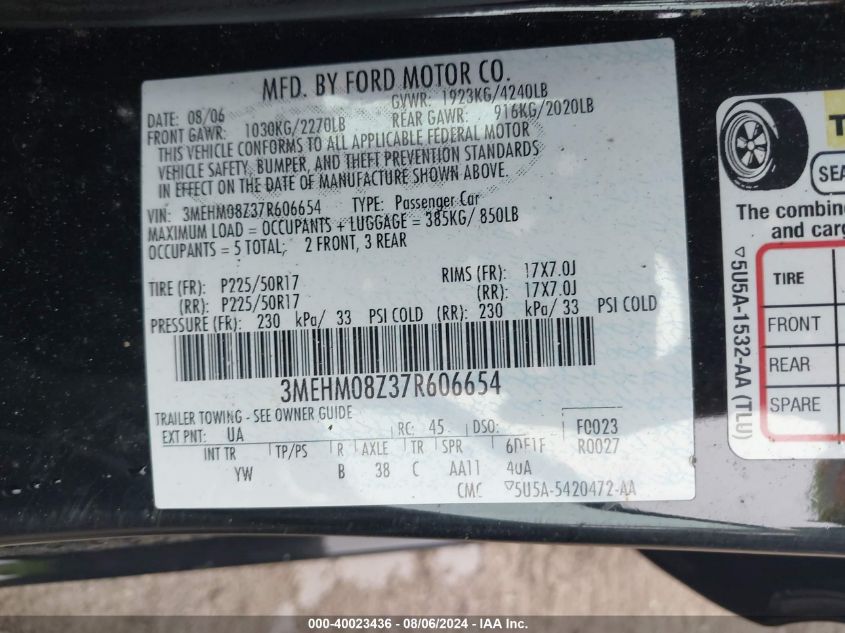 MFD. BY FORD MOTOR CO.
DATE: 08/06 GVWR: 1923KG/4240LB
FRONT GAWR: 1030KG/2270LB REAR GAWR: 916KG/2020LB
THIS VEHICLE CONFORMS TO ALL APPLICABLE FEDERAL MOTOR
VEHICLE SAFETY, BUMPER, AND THEFT PREVENTION STANDARDS
IN EFFECT ON THE DATE OF MANUFACTURE SHOWN ABOVE.
VIN: 3MEHM08Z37R606654 TYPE: Passenger Car
MAXIMUM LOAD = OCCUPANTS + LUGGAGE = 385KG/ 850LB
OCCUPANTS = 5 TOTAL, 2 FRONT, 3 REAR
TIRE (FR): P225/50R17 RIMS (FR): 17X7.0J
(RR): P225/50R17 (RR): 17X7.0J
PRESSURE (FR): 230 kPa/ 33 PSI COLD (RR): 230 kPa/ 33 PSI COLD
3MEHM08Z37R606654
TRAILER TOWING - SEE OWNER GUIDE
EXT PNT: UA RC: 45 DSO: F0023
INT TR TP/PS R AXLE TR SPR 6DF1F R0027
YW B 38 C AA11 4UA
CMC ▽5U5A-5420472-AA
T
SEA
The combin
and carg
TIRE
FRONT
REAR
SPARE
▽5U5A-1532-AA (TLU)
000-40023436 - 08/06/2024 - IAA Inc.